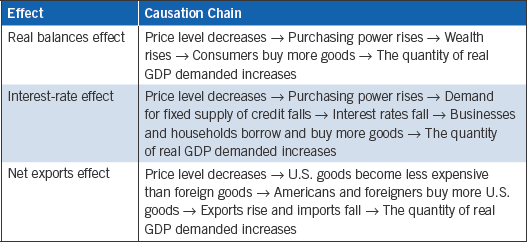 Effect Causation Chain
Real balances effect Price level decreases → Purchasing power rises → Wealth
rises → Consumers buy more goods → The quantity of real
GDP demanded increases
Interest-rate effect Price level decreases → Purchasing power rises → Demand
for fixed supply of credit falls → Interest rates fall → Businesses
and households borrow and buy more goods → The quantity
of real GDP demanded increases
Net exports effect Price level decreases → U.S. goods become less expensive
than foreign goods → Americans and foreigners buy more U.S.
goods → Exports rise and imports fall → The quantity of real
GDP demanded increases